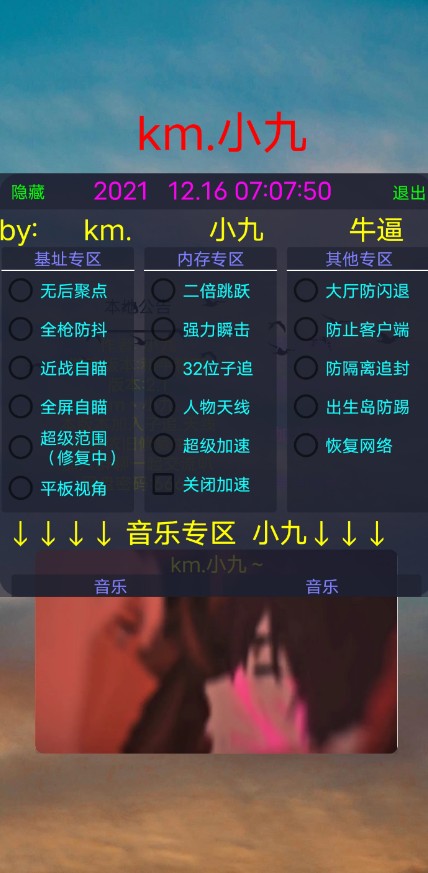 km.小九
隐藏 2021 12.16 07:07:50 退出
by: km. 小九 牛逼
基址专区 内存专区 其他专区
无后聚点 二倍跳跃 大厅防闪退
全枪防抖 强力瞬击 防止客户端
近战自瞄 32位子追 防隔离追封
全屏自瞄 人物天线 出生岛防踢
超级范围
（修复中） 超级加速 恢复网络
平板视角 关闭加速
↓↓↓↓ 音乐专区 小九↓↓↓
km.小九～
音乐 音乐